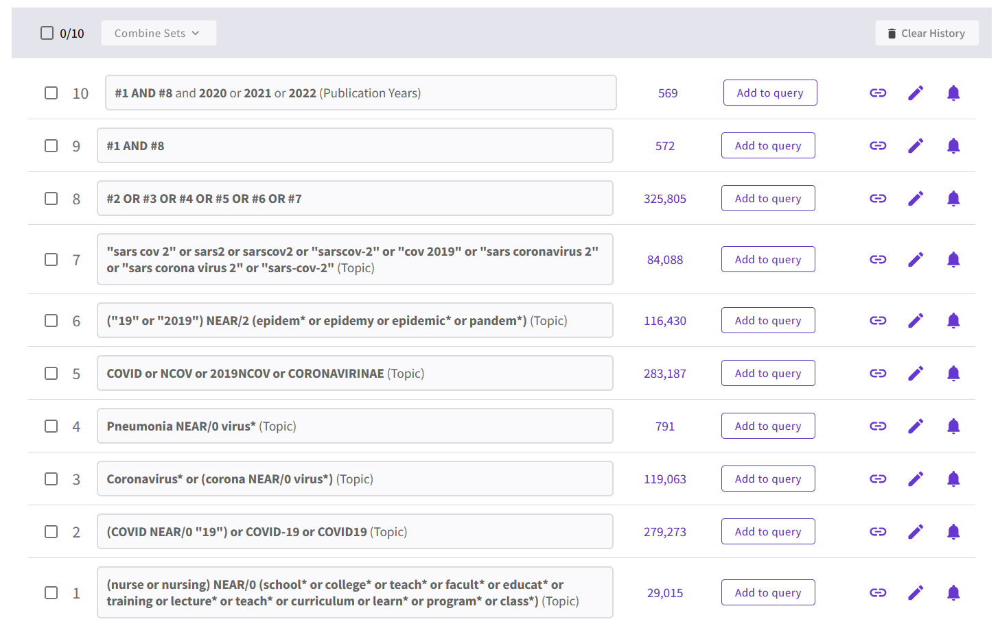 0/10 Combine Sets Clear History
10 #1 AND #8 and 2020 or 2021 or 2022 (Publication Years) 569 Add to query
9 #1 AND #8 572 Add to query
8 #2 OR #3 OR #4 OR #5 OR #6 OR #7 325,805 Add to query
7 "sars cov 2" or sars2 or sarscov2 or "sarscov-2" or "cov 2019" or "sars coronavirus 2"
or "sars corona virus 2" or "sars-cov-2" (Topic) 84,088 Add to query
6 ("19" or "2019") NEAR/2 (epidem* or epidemy or epidemic* or pandem*) (Topic) 116,430 Add to query
5 COVID or NCOV or 2019NCOV or CORONAVIRINAE (Topic) 283,187 Add to query
4 Pneumonia NEAR/0 virus* (Topic) 791 Add to query
3 Coronavirus* or (corona NEAR/0 virus*) (Topic) 119,063 Add to query
2 (COVID NEAR/0 "19") or COVID-19 or COVID19 (Topic) 279,273 Add to query
1 (nurse or nursing) NEAR/0 (school* or college* or teach* or facult* or educat* or
training or lecture* or teach* or curriculum or learn* or program* or class*) (Topic) 29,015 Add to query